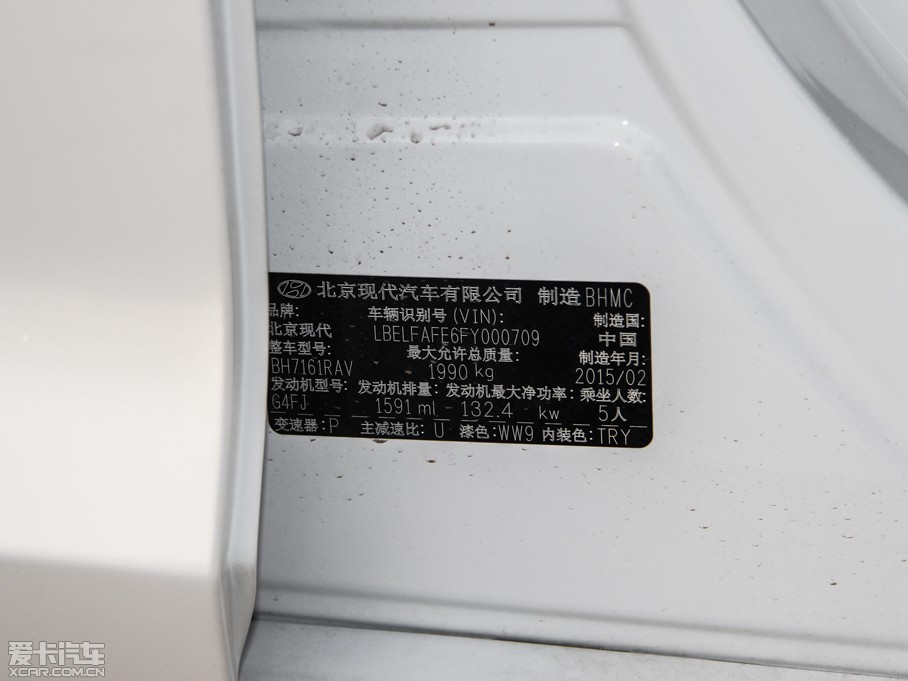 北京现代汽车有限公司 制造 BHMC
品牌: 车辆识别号 (VIN): 制造国:
北京现代 LBELFAFE6FY000709 中国
整车型号: 最大允许总质量: 制造年月:
BH7161RAV 1990 kg 2015/02
发动机型号: 发动机排量: 发动机最大净功率: 乘坐人数:
G4FJ 1591 ml 132.4 kw 5人
变速器: P 主减速比: U 漆色: WW9 内装色: TRY
爱卡汽车
XCAR.COM.CN